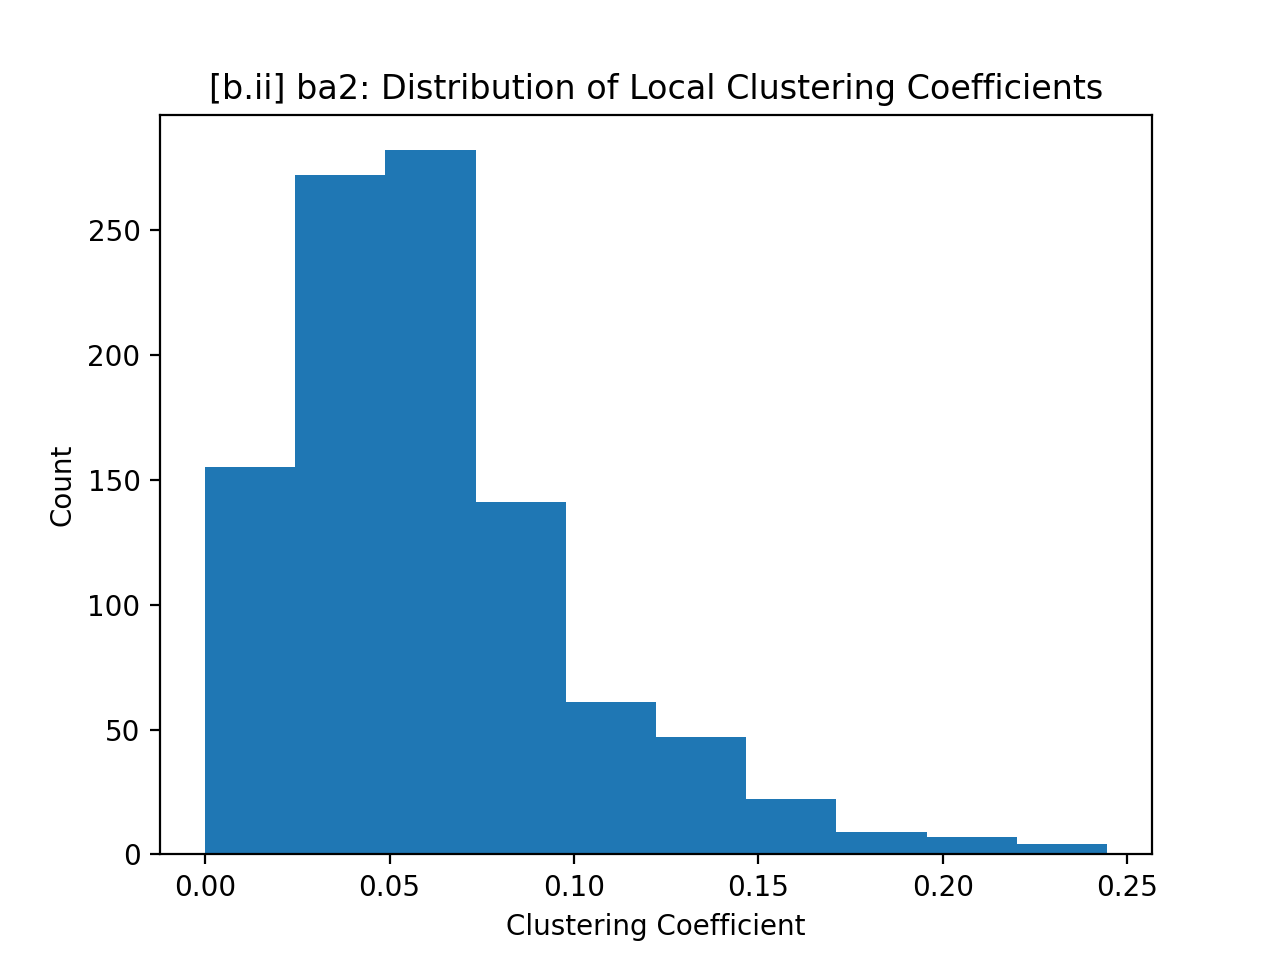 [b.ii] ba2: Distribution of Local Clustering Coefficients
250
200
150
100
50
0
Count
0.00 0.05 0.10 0.15 0.20 0.25
Clustering Coefficient